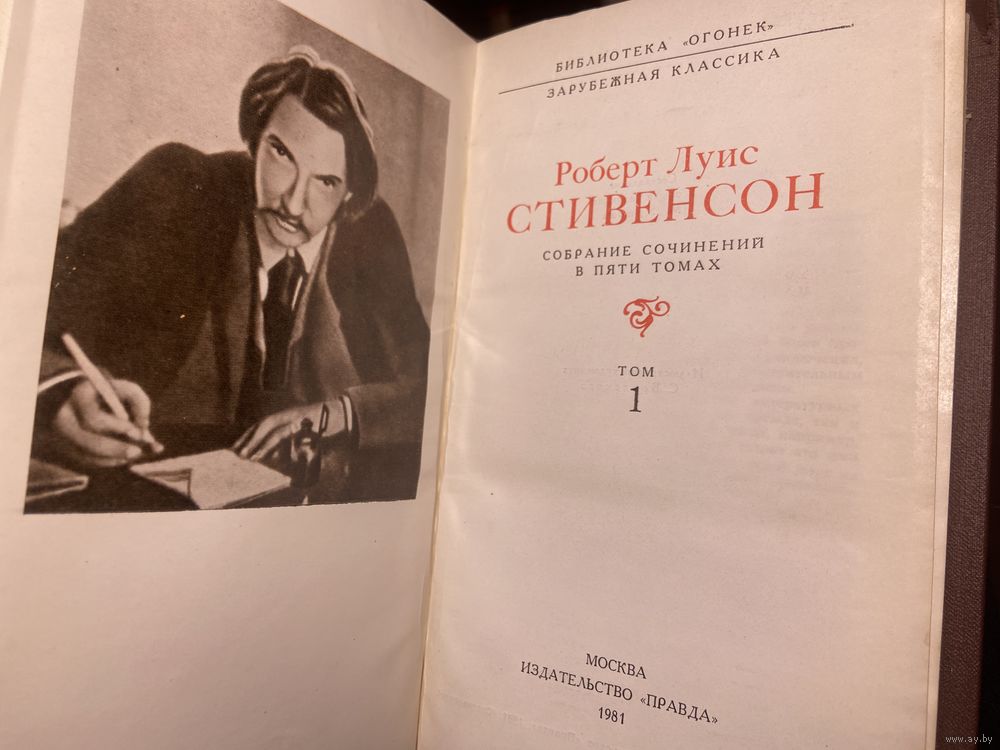 БИБЛИОТЕКА «ОГОНЕК»
ЗАРУБЕЖНАЯ КЛАССИКА
Роберт Луис
СТИВЕНСОН
СОБРАНИЕ СОЧИНЕНИЙ
В ПЯТИ ТОМАХ
ТОМ
1
МОСКВА
ИЗДАТЕЛЬСТВО «ПРАВДА»
1981
www.ay.by